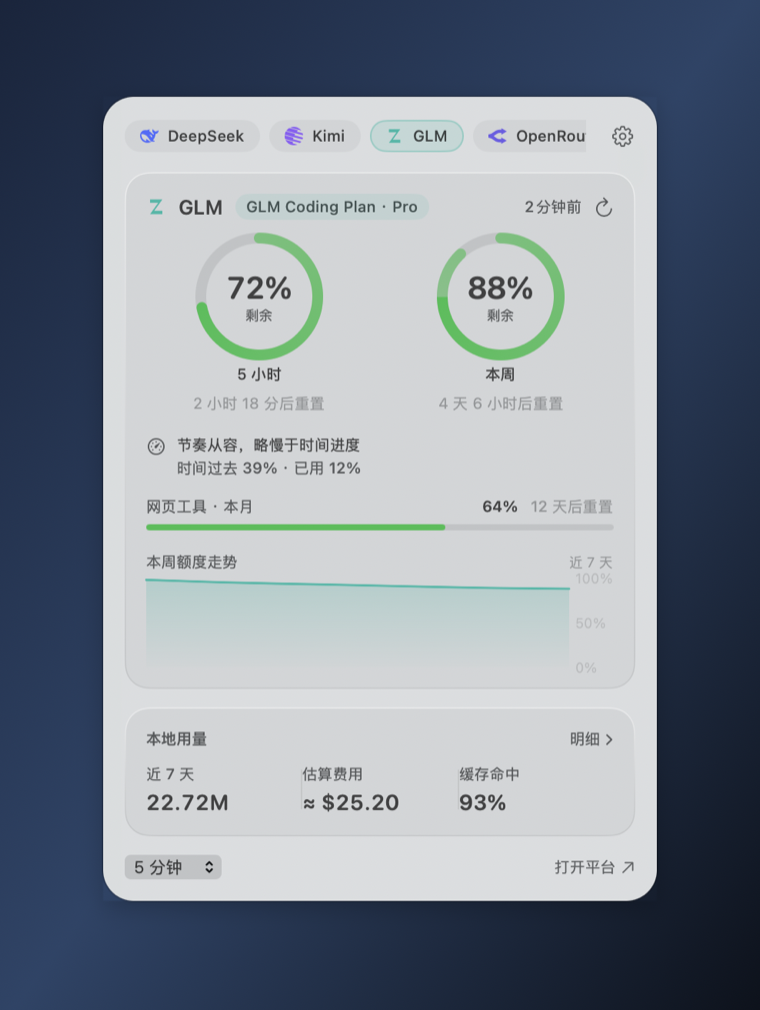 DeepSeek Kimi GLM OpenRou
GLM GLM Coding Plan · Pro 2分钟前
72% 88%
剩余 剩余
5 小时 本周
2 小时 18 分后重置 4 天 6 小时后重置
节奏从容，略慢于时间进度
时间过去 39% · 已用 12%
网页工具 · 本月 64% 12 天后重置
本周额度走势 近 7 天
100%
50%
0%
本地用量 明细
近 7 天 估算费用 缓存命中
22.72M ≈ $25.20 93%
5 分钟 打开平台